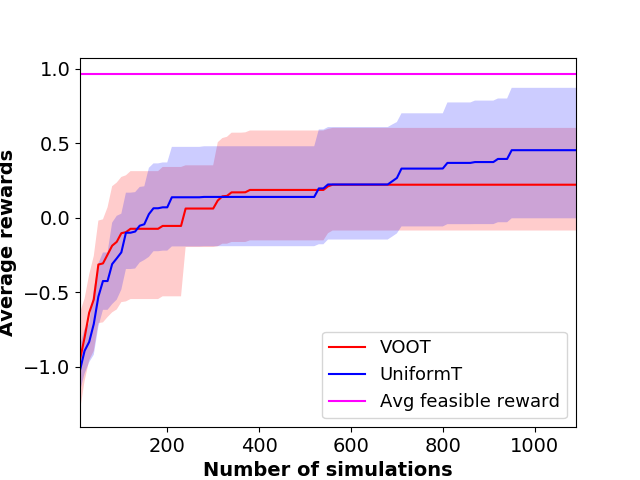 1.0
0.5
0.0
−0.5
−1.0
Average rewards
200
400
600
800
1000
Number of simulations
VOOT
UniformT
Avg feasible reward